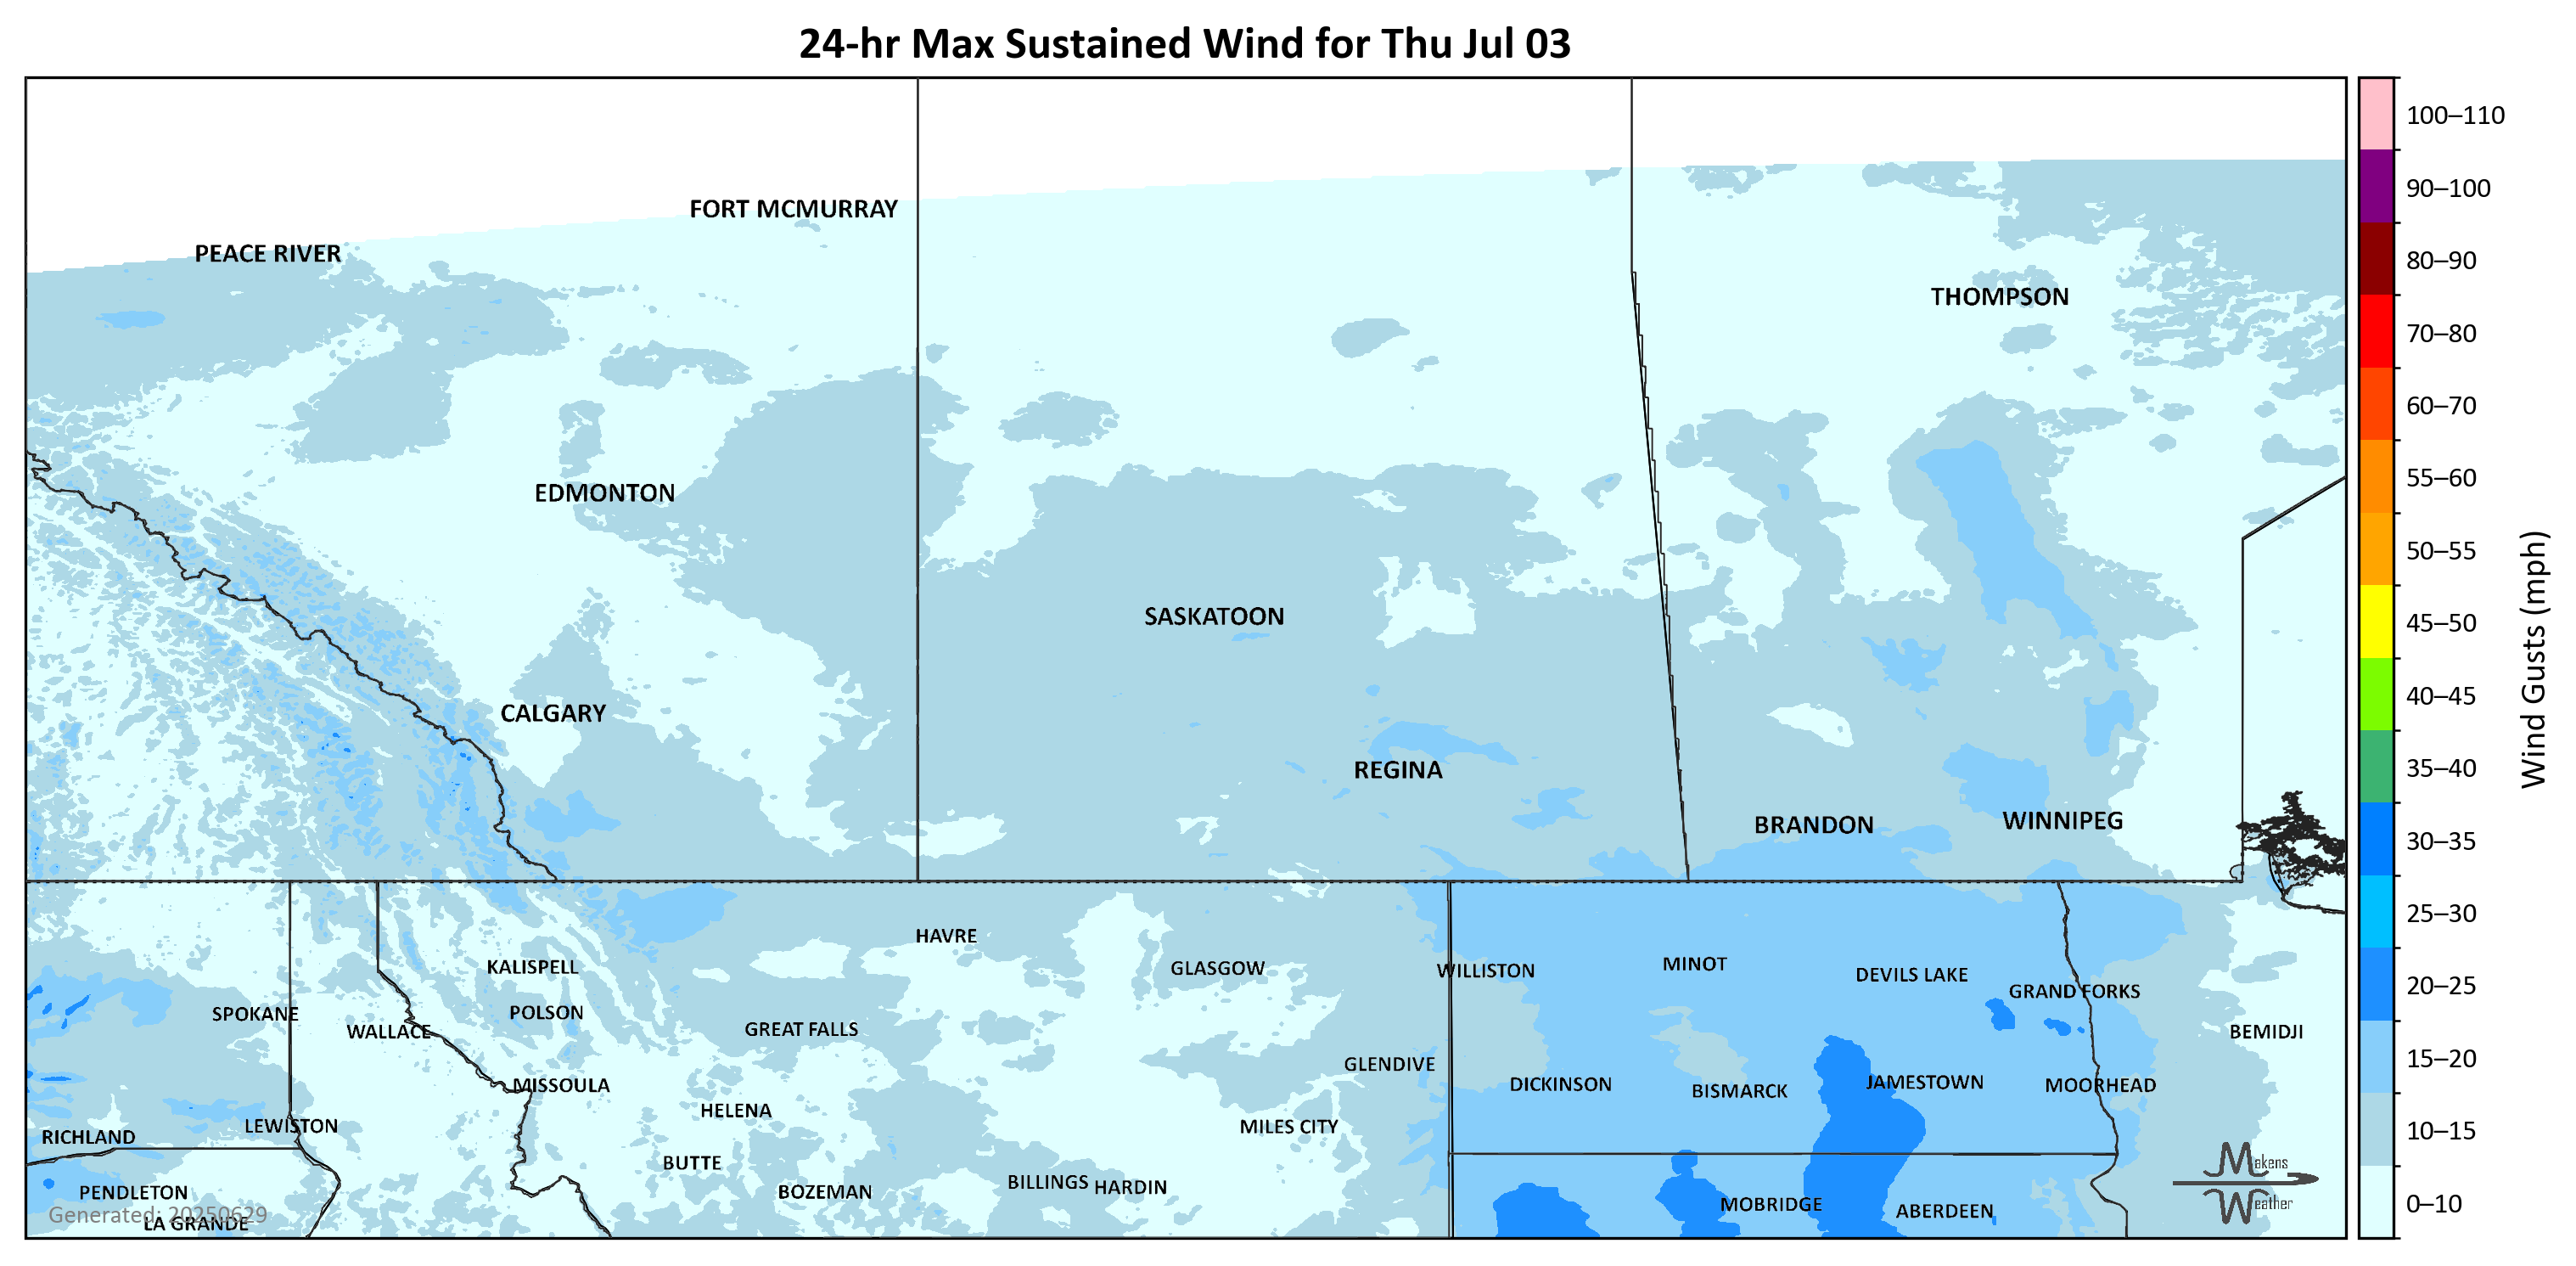 24-hr Max Sustained Wind for Thu Jul 03
100–110
90–100
80–90
70–80
60–70
55–60
50–55
45–50
40–45
35–40
30–35
25–30
20–25
15–20
10–15
0–10
Wind Gusts (mph)
FORT MCMURRAY
PEACE RIVER
THOMPSON
EDMONTON
SASKATOON
CALGARY
REGINA
BRANDON
WINNIPEG
HAVRE
KALISPELL
GLASGOW
WILLISTON
MINOT
DEVILS LAKE
GRAND FORKS
SPOKANE
POLSON
WALLACE
GREAT FALLS
BEMIDJI
GLENDIVE
MISSOULA
DICKINSON
BISMARCK
JAMESTOWN
MOORHEAD
HELENA
LEWISTON
MILES CITY
RICHLAND
BUTTE
BILLINGS
HARDIN
PENDLETON
BOZEMAN
MOBRIDGE
ABERDEEN
LA GRANDE
Generated: 20250629
Makens
Weather